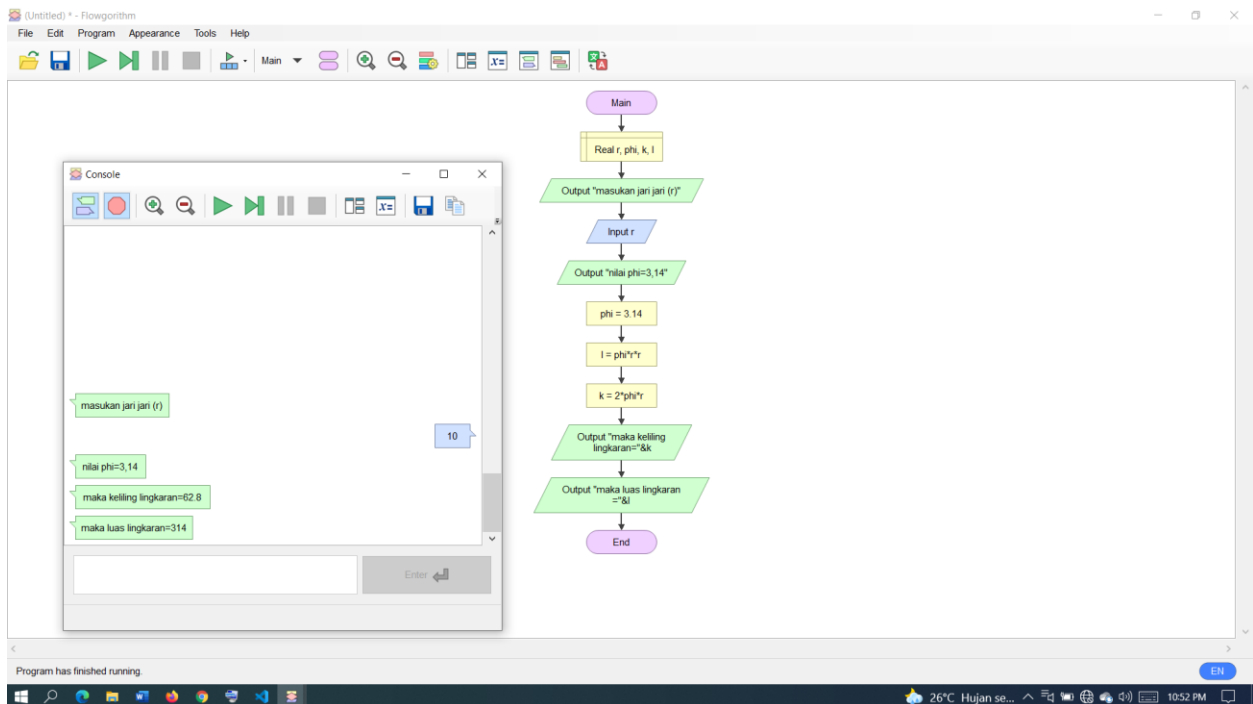 (Untitled) * - Flowgorithm
File Edit Program Appearance Tools Help
Main
Main
Real r, phi, k, l
Output "masukan jari jari (r)"
Input r
Output "nilai phi=3,14"
phi = 3.14
l = phi*r*r
k = 2*phi*r
Output "maka keliling
lingkaran="&k
Output "maka luas lingkaran
="&l
End
Console
x=
masukan jari jari (r)
10
nilai phi=3,14
maka keliling lingkaran=62.8
maka luas lingkaran=314
Enter
Program has finished running.
EN
26°C Hujan se... 10:52 PM